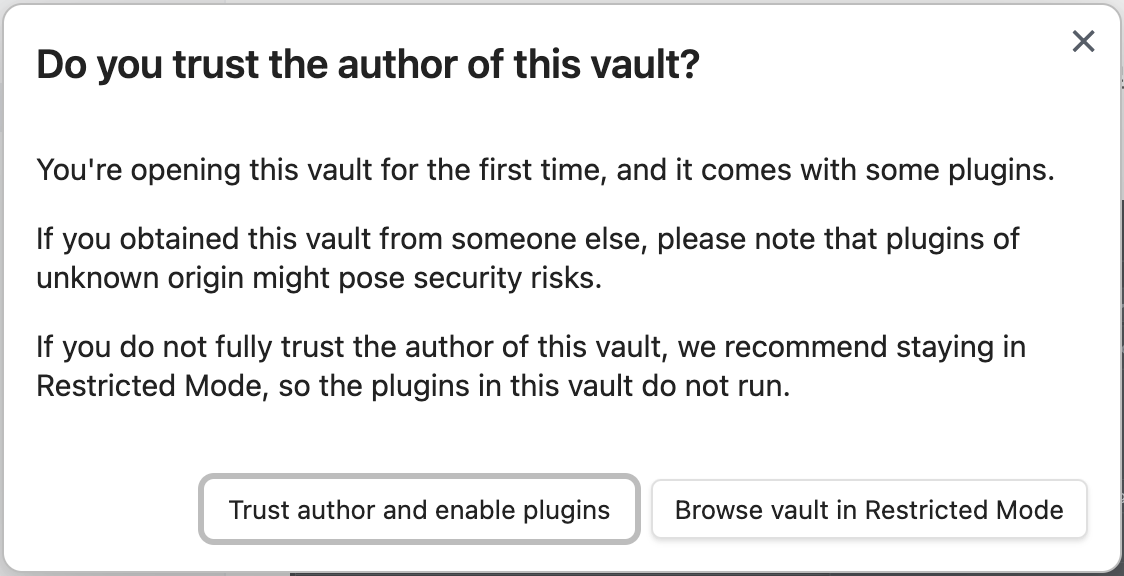 Do you trust the author of this vault?
You're opening this vault for the first time, and it comes with some plugins.
If you obtained this vault from someone else, please note that plugins of
unknown origin might pose security risks.
If you do not fully trust the author of this vault, we recommend staying in
Restricted Mode, so the plugins in this vault do not run.
Trust author and enable plugins
Browse vault in Restricted Mode